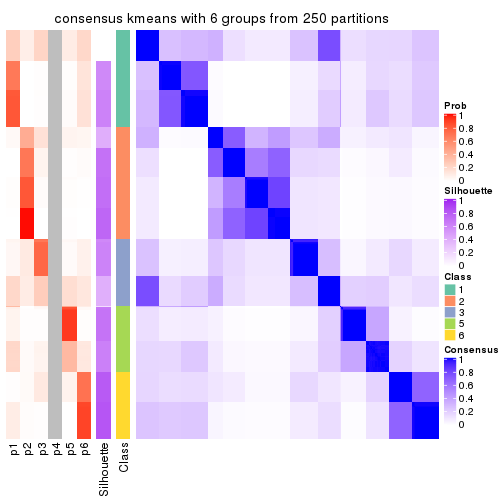 consensus kmeans with 6 groups from 250 partitions
Prob
1
0.8
0.6
0.4
0.2
0
Silhouette
1
0.8
0.6
0.4
0.2
0
Class
1
2
3
4
5
6
Consensus
1
0.8
0.6
0.4
0.2
0
p1
p2
p3
p4
p5
p6
Silhouette
Class